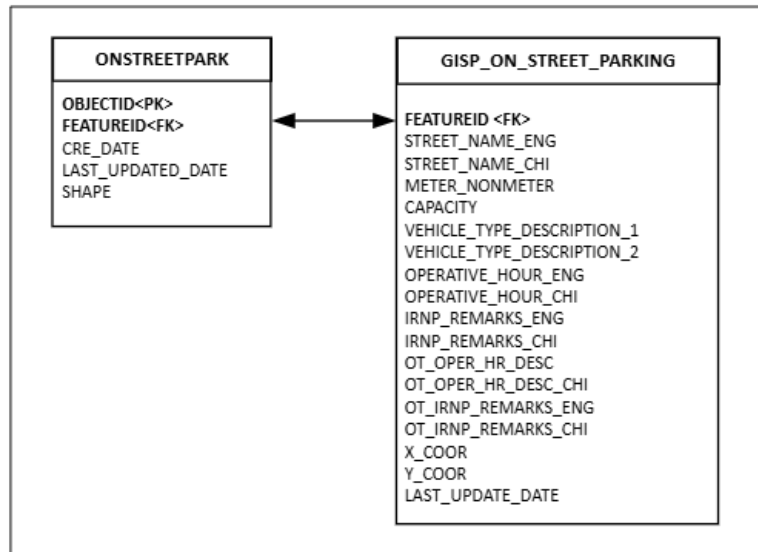 ONSTREETPARK
OBJECTID<PK>
FEATUREID<FK>
CRE_DATE
LAST_UPDATED_DATE
SHAPE
GISP_ON_STREET_PARKING
FEATUREID <FK>
STREET_NAME_ENG
STREET_NAME_CHI
METER_NONMETER
CAPACITY
VEHICLE_TYPE_DESCRIPTION_1
VEHICLE_TYPE_DESCRIPTION_2
OPERATIVE_HOUR_ENG
OPERATIVE_HOUR_CHI
IRNP_REMARKS_ENG
IRNP_REMARKS_CHI
OT_OPER_HR_DESC
OT_OPER_HR_DESC_CHI
OT_IRNP_REMARKS_ENG
OT_IRNP_REMARKS_CHI
X_COOR
Y_COOR
LAST_UPDATE_DATE